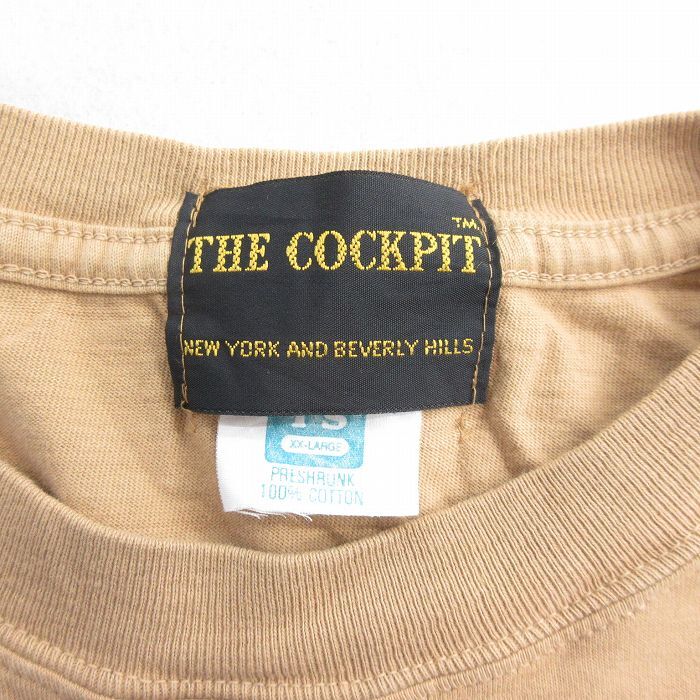 THE COCKPIT™
NEW YORK AND BEVERLY HILLS
XX-LARGE
PRESHRUNK
100% COTTON